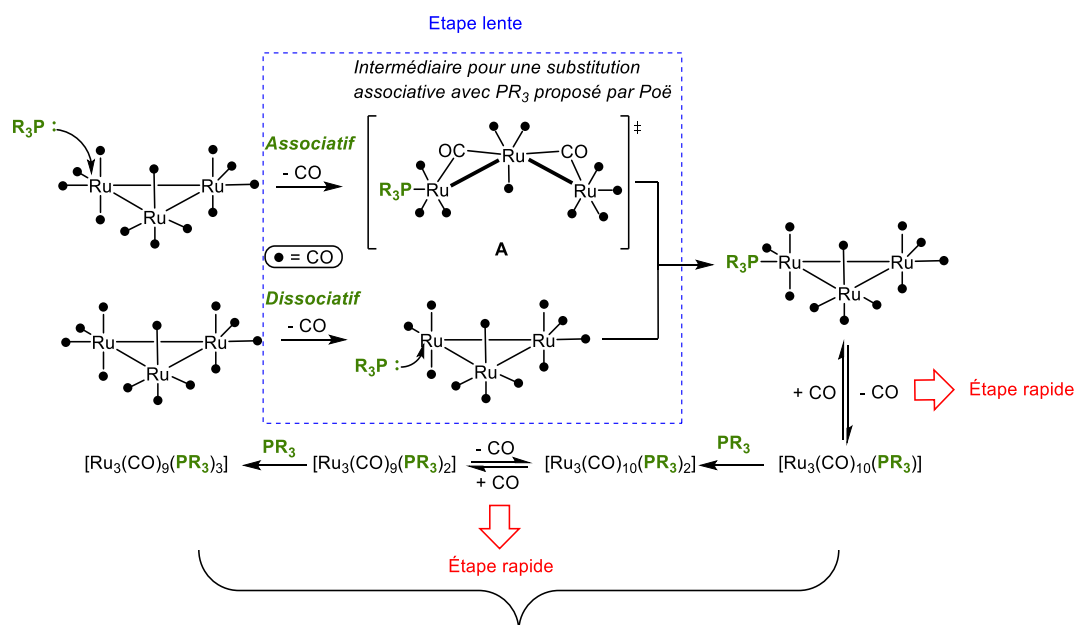 Etape lente
Intermédiaire pour une substitution
associative avec PR3 proposé par Poë
R3P :
Associatif
- CO
OC
CO
‡
Ru
Ru
Ru
Ru
R3P
Ru
Ru
A
● = CO
R3P
Ru
Ru
Ru
Dissociatif
- CO
Ru
Ru
Ru
R3P :
Ru
Ru
Ru
+ CO
- CO
Étape rapide
[Ru3(CO)9(PR3)3]
PR3
[Ru3(CO)9(PR3)2]
- CO
+ CO
[Ru3(CO)10(PR3)2]
PR3
[Ru3(CO)10(PR3)]
Étape rapide